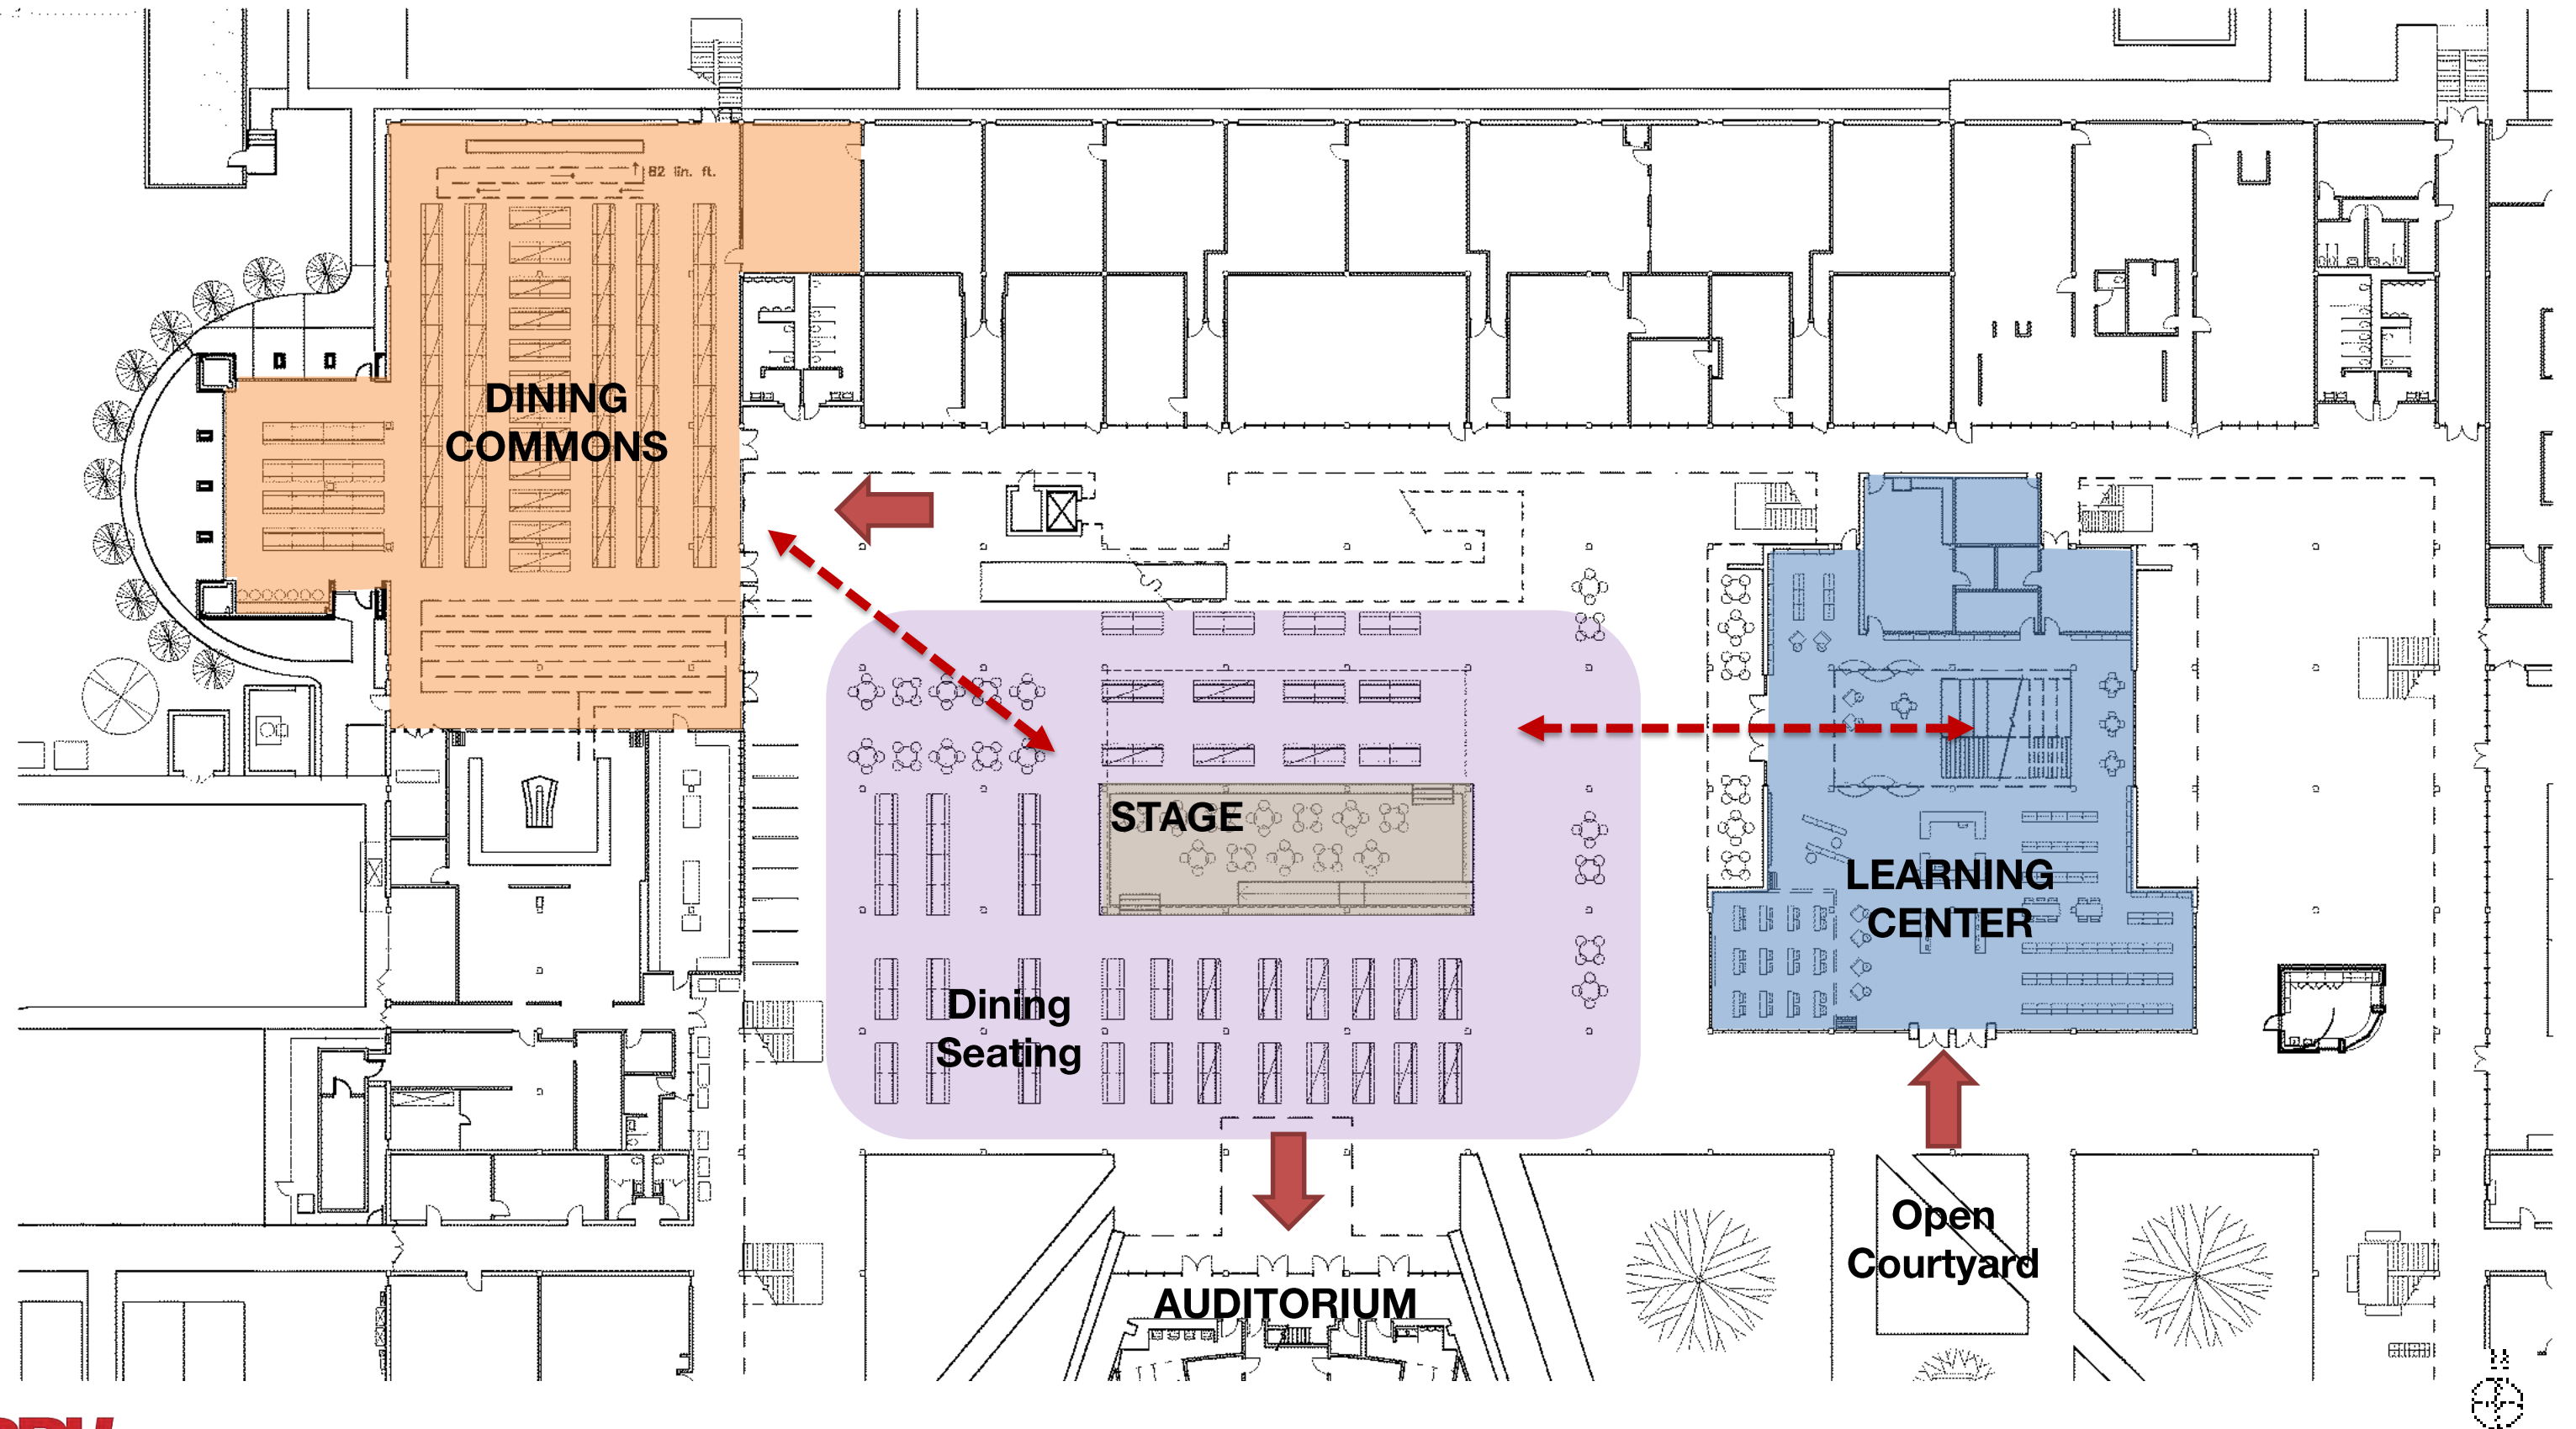 82 lin. ft.
DINING
COMMONS
STAGE
LEARNING
CENTER
Dining
Seating
Open
Courtyard
AUDITORIUM